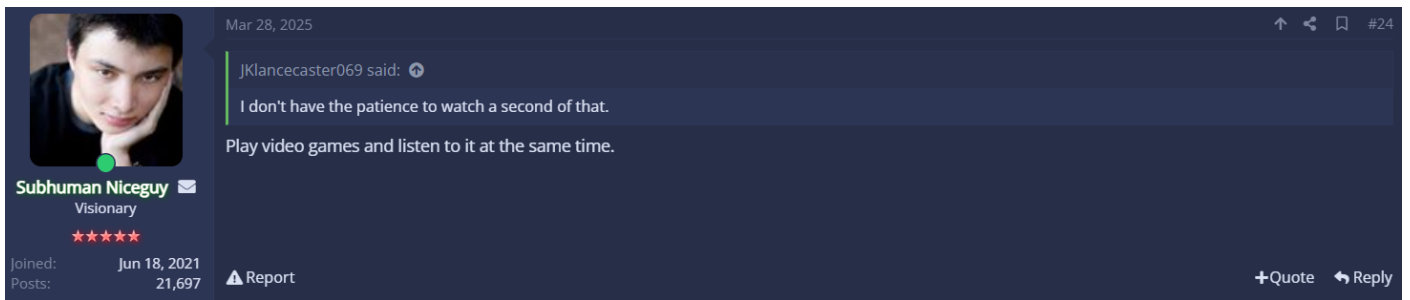 Mar 28, 2025
#24
JKlancecaster069 said:
I don't have the patience to watch a second of that.
Play video games and listen to it at the same time.
Subhuman Niceguy
Visionary
Joined: Jun 18, 2021
Posts: 21,697
Report
+Quote
Reply